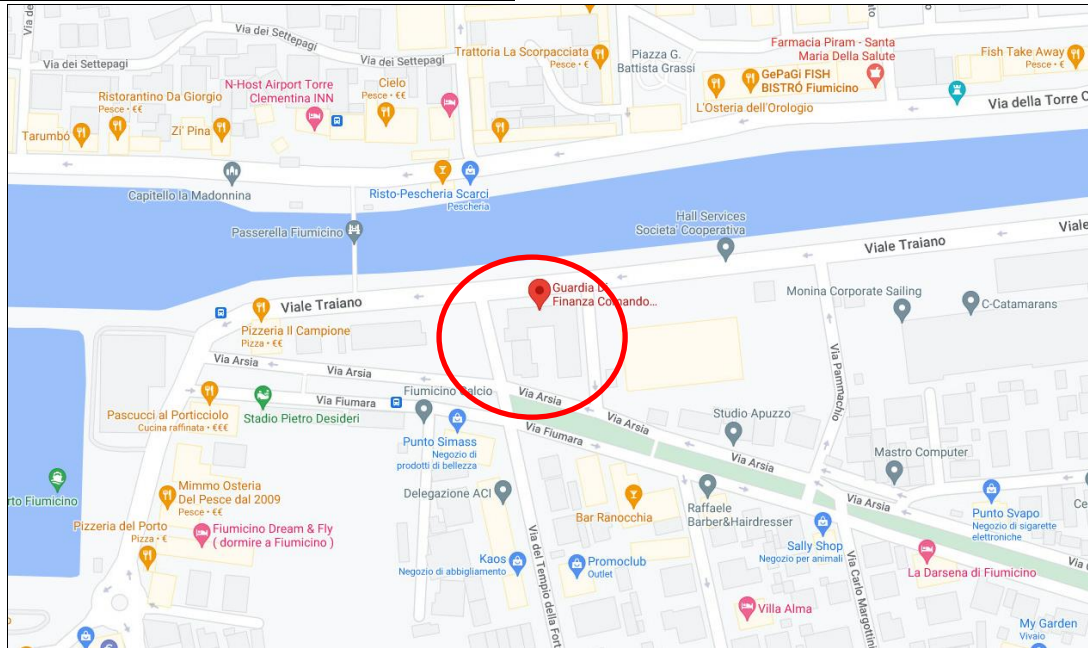 Via de
Via dei Settepagi
Via dei Settepagi
Via dei Settepagi
Trattoria La Scorpacciata
Pesce · €
Piazza G.
Battista Grassi
Farmacia Piram - Santa
Maria Della Salute
Fish Take Away
Pesce · €
N-Host Airport Torre
Clementina INN
Cielo
Pesce · €€
GePaGi FISH
BISTRÒ Fiumicino
Ristorantino Da Giorgio
Pesce · €€
L'Osteria dell'Orologio
Via della Torre C
Tarumbó
Zi' Pina
Capitello la Madonnina
Risto-Pescheria Scarci
Pescheria
Passerella Fiumicino
Hall Services
Societa' Cooperativa
Viale Traiano
Viale
Guardia Di
Finanza Comando...
Monina Corporate Sailing
C-Catamarans
Viale Traiano
Pizzeria Il Campione
Pizza · €€
Via Pammachio
Via Arsia
Via Arsia
Fiumicino Calcio
Via Arsia
Via Fiumara
Via Arsia
Studio Apuzzo
Pascucci al Porticciolo
Cucina raffinata · €€€
Stadio Pietro Desideri
Via Fiumara
Punto Simass
Negozio di
prodotti di bellezza
Via Arsia
Mastro Computer
rto Fiumicino
Mimmo Osteria
Del Pesce dal 2009
Pesce · €€
Delegazione ACI
Via Arsia
Raffaele
Barber&Hairdresser
Punto Svapo
Negozio di sigarette
elettroniche
Ce
Bar Ranocchia
Pizzeria del Porto
Pizza · €
Fiumicino Dream & Fly
( dormire a Fiumicino )
Via del Tempio della Fort
Sally Shop
Negozio per animali
Kaos
Negozio di abbigliamento
Promoclub
Outlet
La Darsena di Fiumicino
Via
Via Carlo Margottini
Villa Alma
My Garden
Vivaio